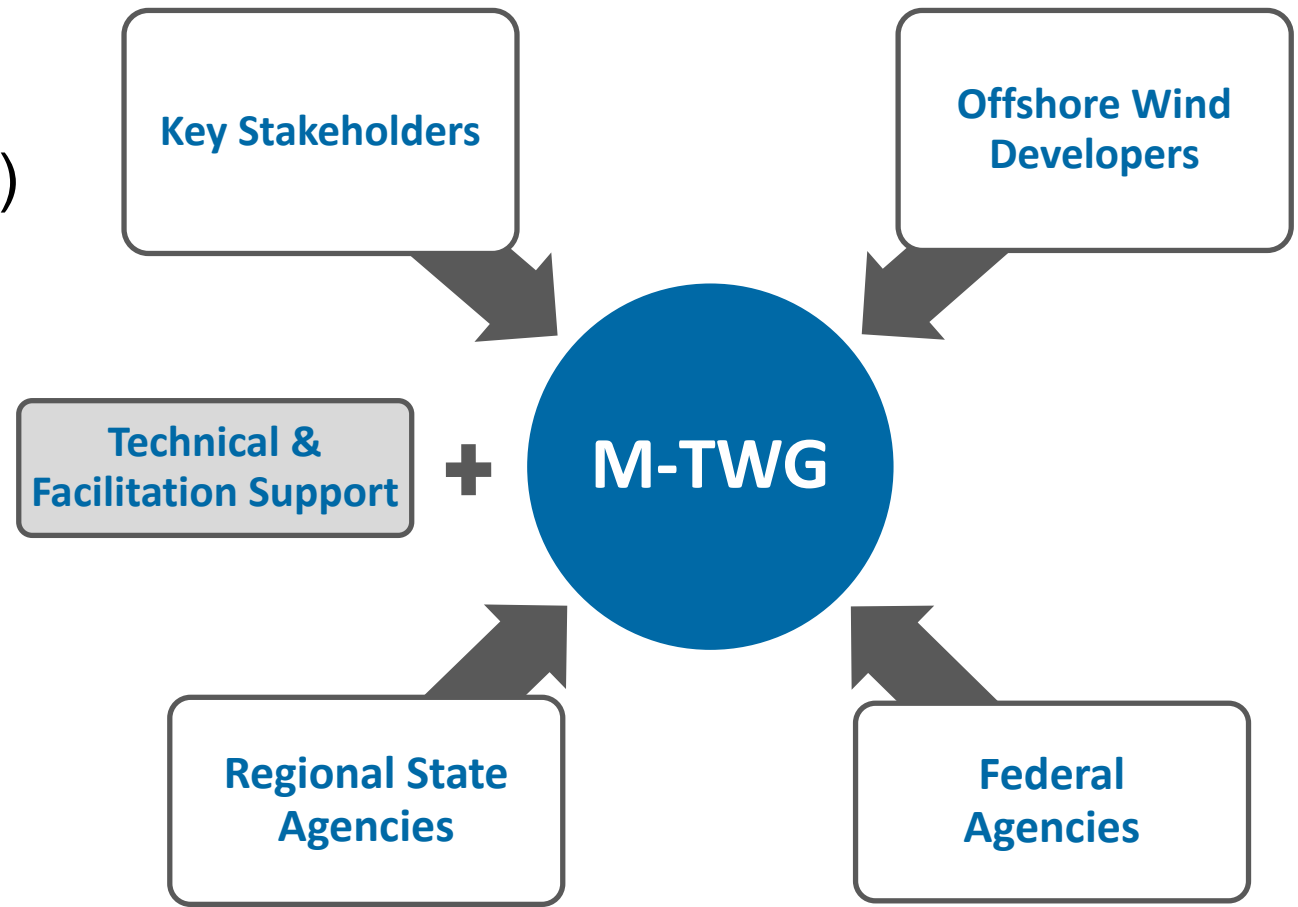 Key Stakeholders
Offshore Wind
Developers
)
Technical &
Facilitation Support
+
M-TWG
Regional State
Agencies
Federal
Agencies